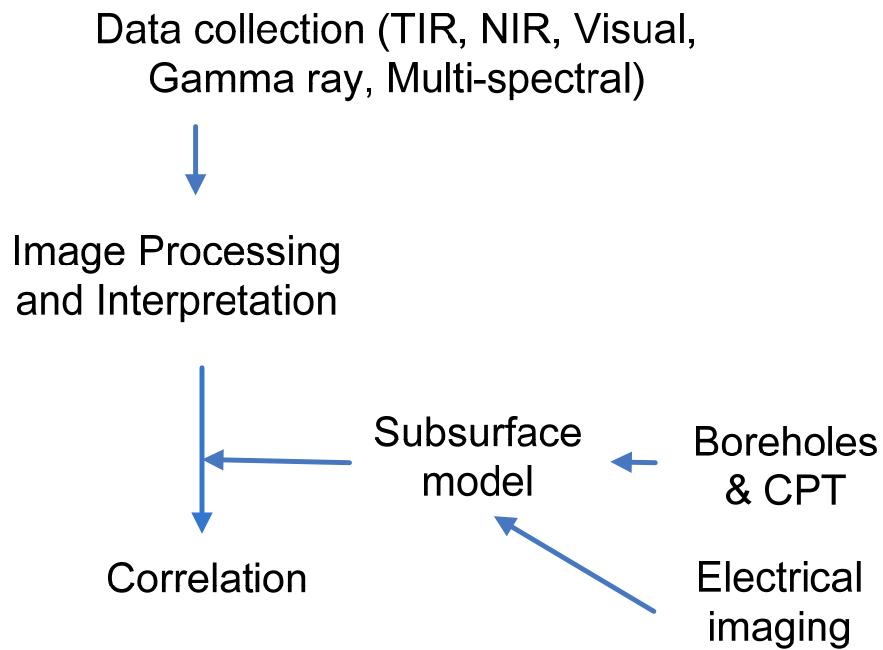 Data collection (TIR, NIR, Visual,
Gamma ray, Multi-spectral)
Image Processing
and Interpretation
Subsurface
model
Boreholes
& CPT
Correlation
Electrical
imaging